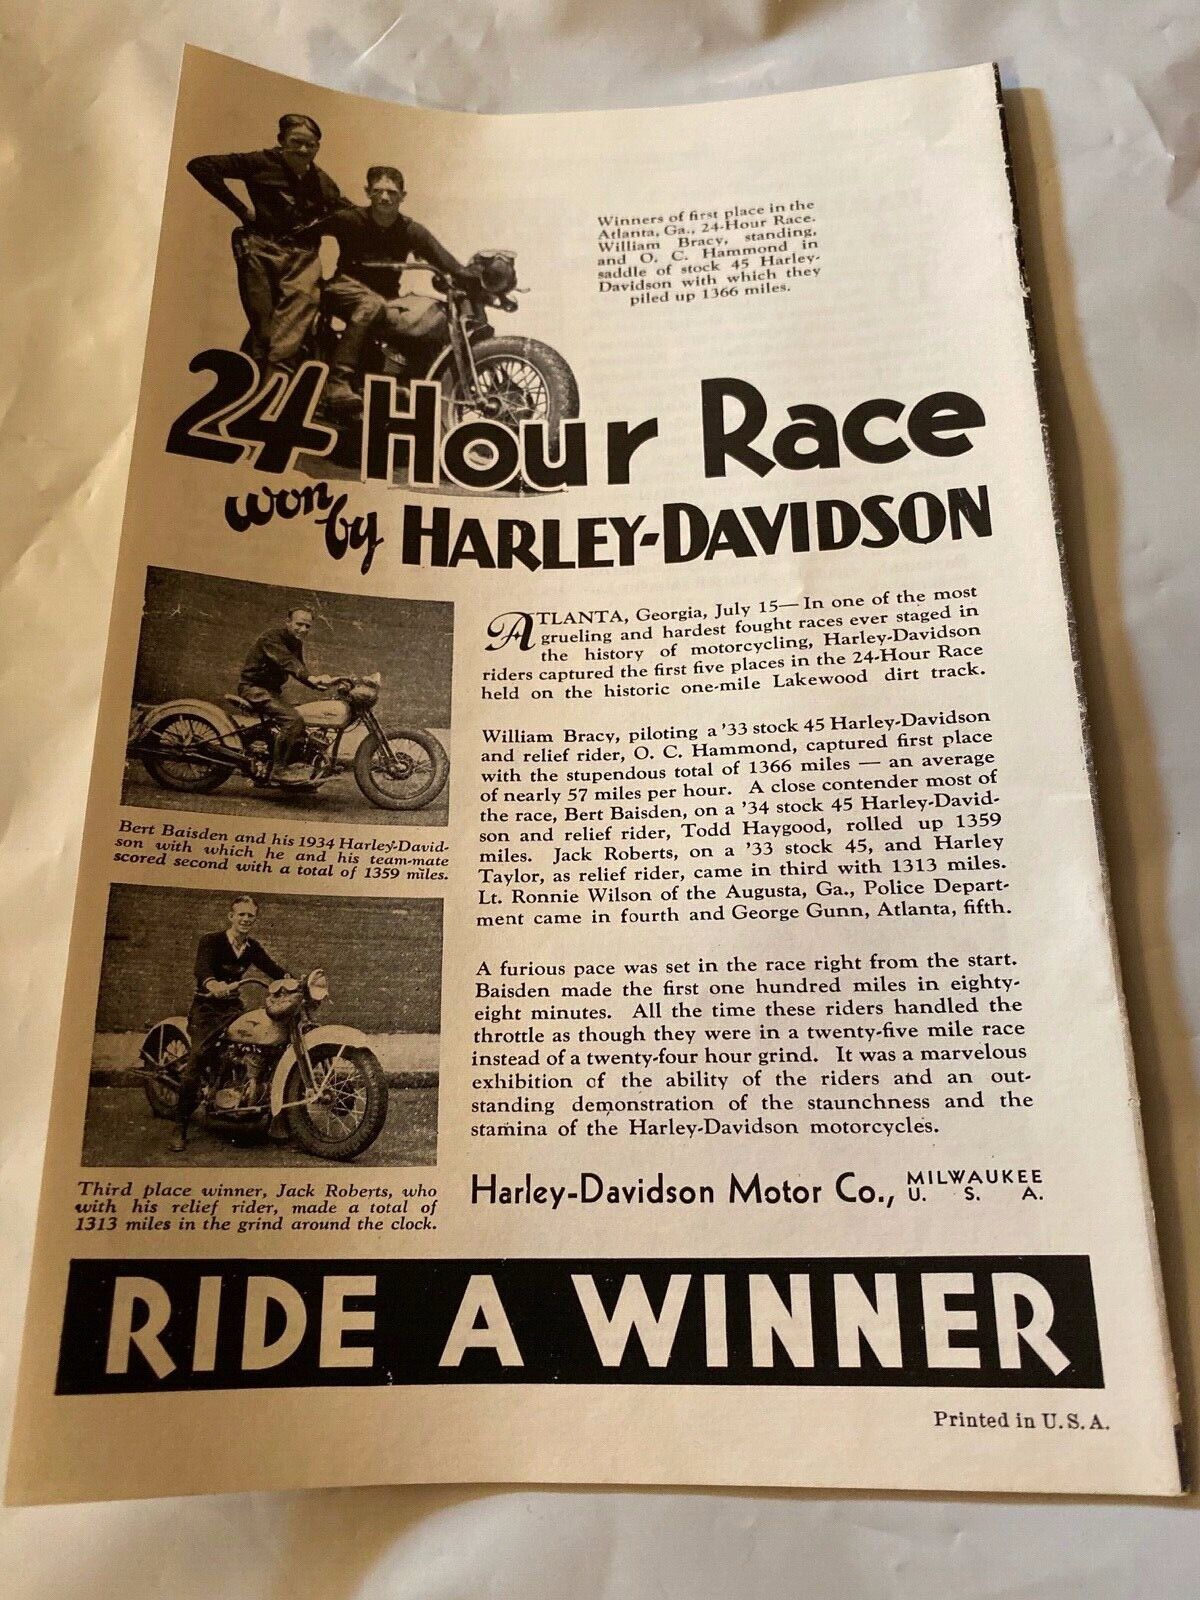 Winners of first place in the
Atlanta, Ga., 24-Hour Race.
William Bracy, standing,
and O. C. Hammond in
saddle of stock 45 Harley-
Davidson with which they
piled up 1366 miles.
24 Hour Race
won by HARLEY-DAVIDSON
ATLANTA, Georgia, July 15— In one of the most
grueling and hardest fought races ever staged in
the history of motorcycling, Harley-Davidson
riders captured the first five places in the 24-Hour Race
held on the historic one-mile Lakewood dirt track.
William Bracy, piloting a '33 stock 45 Harley-Davidson
and relief rider, O. C. Hammond, captured first place
with the stupendous total of 1366 miles — an average
of nearly 57 miles per hour. A close contender most of
the race, Bert Baisden, on a '34 stock 45 Harley-David-
son and relief rider, Todd Haygood, rolled up 1359
miles. Jack Roberts, on a '33 stock 45, and Harley
Taylor, as relief rider, came in third with 1313 miles.
Lt. Ronnie Wilson of the Augusta, Ga., Police Depart-
ment came in fourth and George Gunn, Atlanta, fifth.
A furious pace was set in the race right from the start.
Baisden made the first one hundred miles in eighty-
eight minutes. All the time these riders handled the
throttle as though they were in a twenty-five mile race
instead of a twenty-four hour grind. It was a marvelous
exhibition of the ability of the riders and an out-
standing demonstration of the staunchness and the
stamina of the Harley-Davidson motorcycles.
Bert Baisden and his 1934 Harley-David-
son with which he and his team-mate
scored second with a total of 1359 miles.
Third place winner, Jack Roberts, who
with his relief rider, made a total of
1313 miles in the grind around the clock.
Harley-Davidson Motor Co., MILWAUKEE
U. S. A.
RIDE A WINNER
Printed in U. S. A.